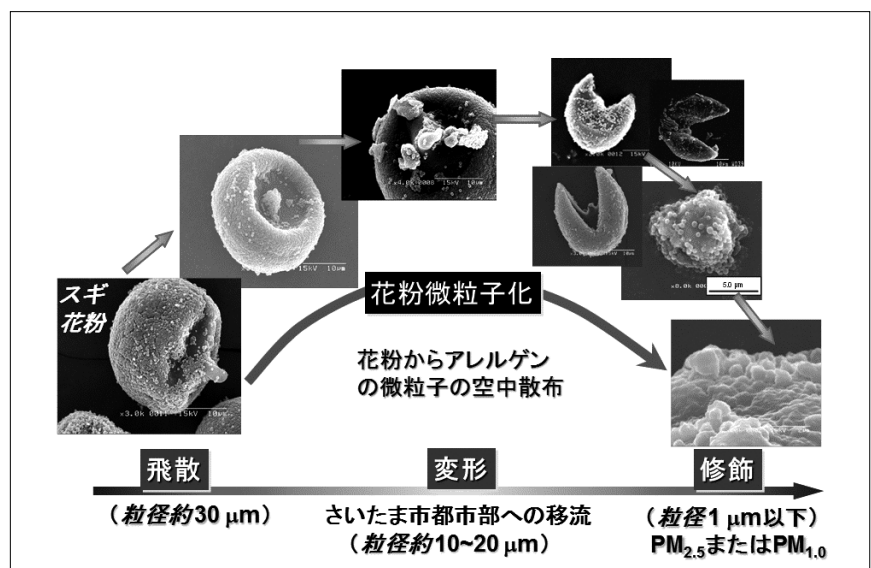 スギ
花粉
花粉微粒子化
花粉からアレルゲン
の微粒子の空中散布
5.0 μm
飛散
変形
修飾
(粒径約30 μm)
さいたま市都市部への移流
(粒径約10~20 μm)
(粒径1 μm以下)
PM2.5またはPM1.0